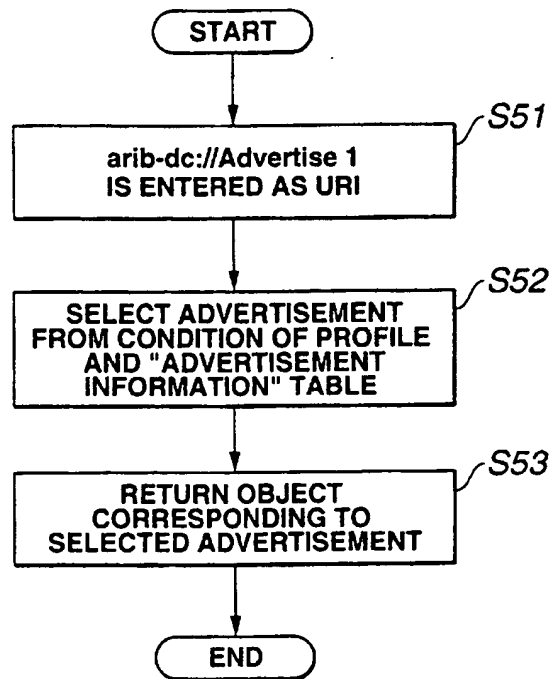 START
S51
arib-dc://Advertise 1
IS ENTERED AS URI
S52
SELECT ADVERTISEMENT
FROM CONDITION OF PROFILE
AND "ADVERTISEMENT
INFORMATION" TABLE
S53
RETURN OBJECT
CORRESPONDING TO
SELECTED ADVERTISEMENT
END